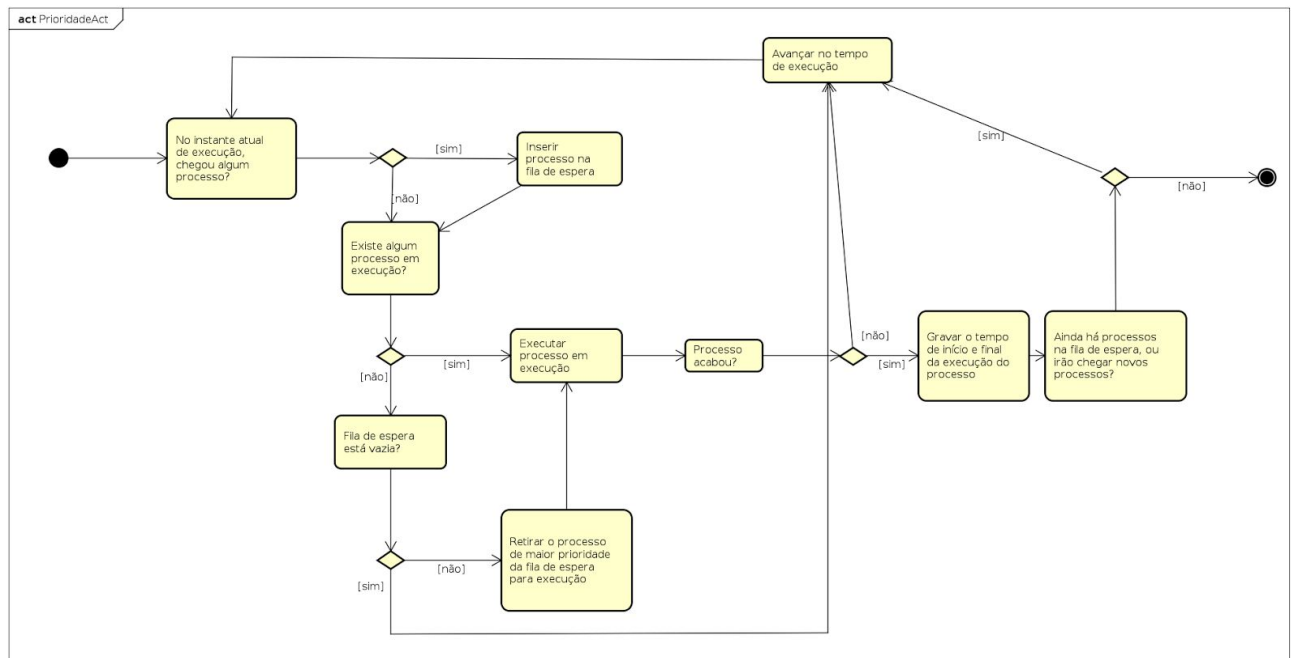 act PrioridadeAct
Avançar no tempo
de execução
No instante atual
de execução,
chegou algum
processo?
[sim]
Inserir
processo na
fila de espera
[não]
[sim]
[não]
Existe algum
processo em
execução?
[não]
[sim]
Executar
processo em
execução
Processo
acabou?
[não]
[sim]
Gravar o tempo
de início e final
da execução do
processo
Ainda há processos
na fila de espera, ou
irão chegar novos
processos?
Fila de espera
está vazia?
[sim]
[não]
Retirar o processo
de maior prioridade
da fila de espera
para execução